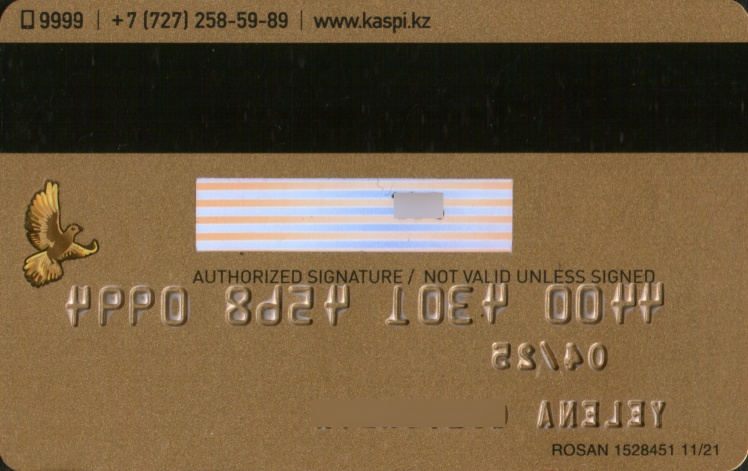 9999 | +7 (727) 258-59-89 | www.kaspi.kz
AUTHORIZED SIGNATURE / NOT VALID UNLESS SIGNED
04/25
YELENA
ROSAN 1528451 11/21